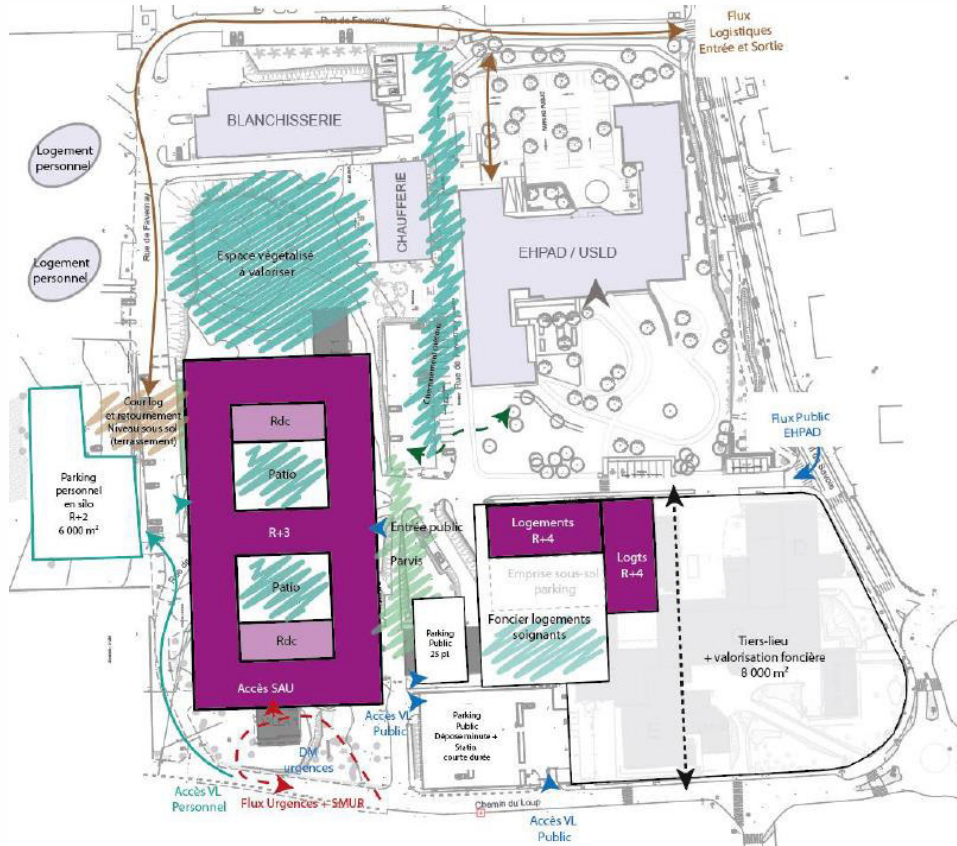 Rue de Favernay
Flux
Logistiques
Entrée et Sortie
BLANCHISSERIE
Logement
personnel
CHAUFFERIE
Rue de Favernay
Espace végétalisé
à valoriser
EHPAD / USLD
Logement
personnel
Cour log
et retournement
Niveau sous sol
(terrassement)
Rdc
Patio
Flux Public
EHPAD
Parking
personnel
en silo
R+2
6 000 m²
R+3
Entrée public
Parvis
Logements
R+4
Logts
R+4
Emprise sous-sol
parking
Patio
Rdc
Foncier logements
soignants
Parking
Public
25 pl.
Tiers-lieu
+ valorisation foncière
8 000 m²
Accès SAU
Accès VL
Public
Parking
Public
Dépose minute +
Statio
courte durée
DM
urgences
Accès VL
Personnel
Flux Urgences + SMUR
Chemin du Loup
Accès VL
Public